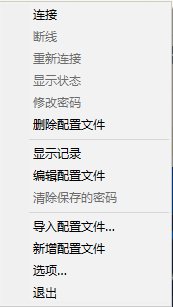 连接
断线
重新连接
显示状态
修改密码
删除配置文件
显示记录
编辑配置文件
清除保存的密码
导入配置文件...
新增配置文件
选项...
退出